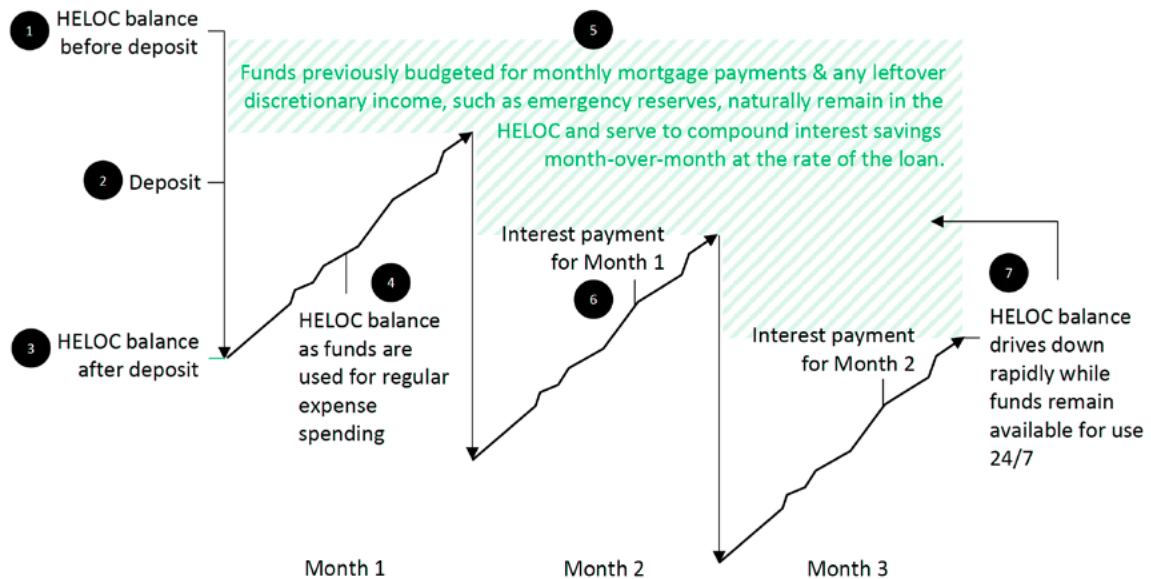 1
HELOC balance
before deposit
5
Funds previously budgeted for monthly mortgage payments & any leftover
discretionary income, such as emergency reserves, naturally remain in the
HELOC and serve to compound interest savings
month-over-month at the rate of the loan.
2
Deposit
3
HELOC balance
after deposit
4
HELOC balance
as funds are
used for regular
expense
spending
Interest payment
for Month 1
6
Interest payment
for Month 2
7
HELOC balance
drives down
rapidly while
funds remain
available for use
24/7
Month 1
Month 2
Month 3